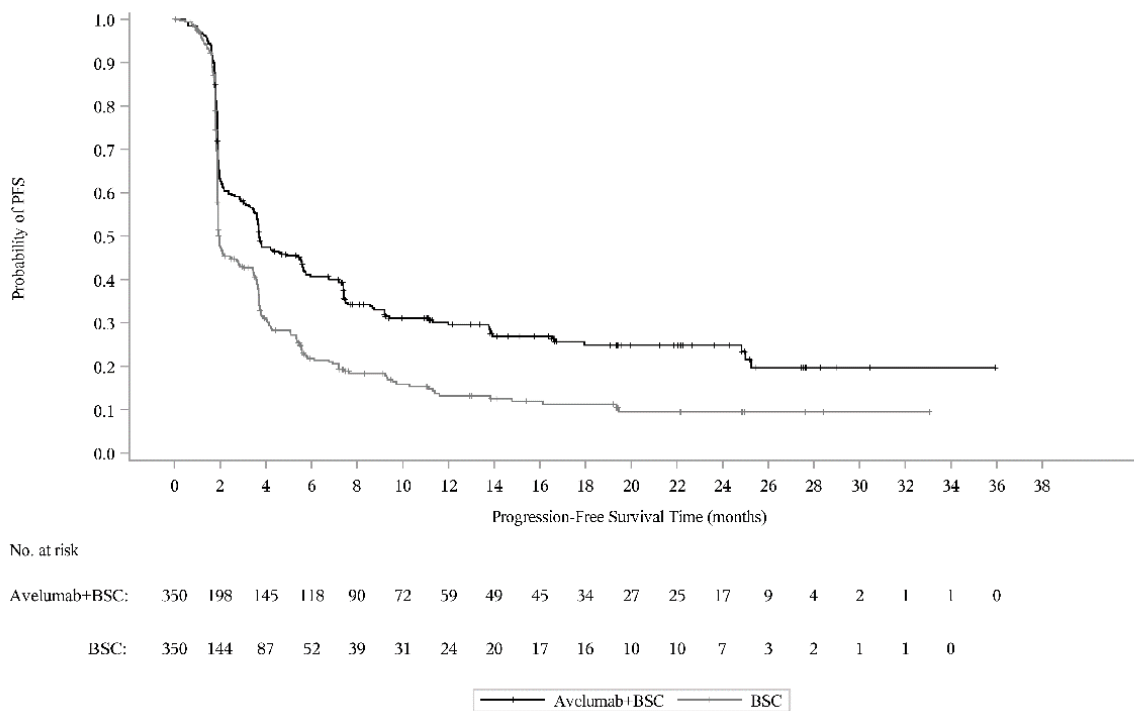 1.0
0.9
0.8
0.7
0.6
0.5
0.4
0.3
0.2
0.1
0.0
Probability of PFS
0 2 4 6 8 10 12 14 16 18 20 22 24 26 28 30 32 34 36 38
Progression-Free Survival Time (months)
No. at risk
Avelumab+BSC: 350 198 145 118 90 72 59 49 45 34 27 25 17 9 4 2 1 1 0
BSC: 350 144 87 52 39 31 24 20 17 16 10 10 7 3 2 1 1 0
Avelumab+BSC BSC